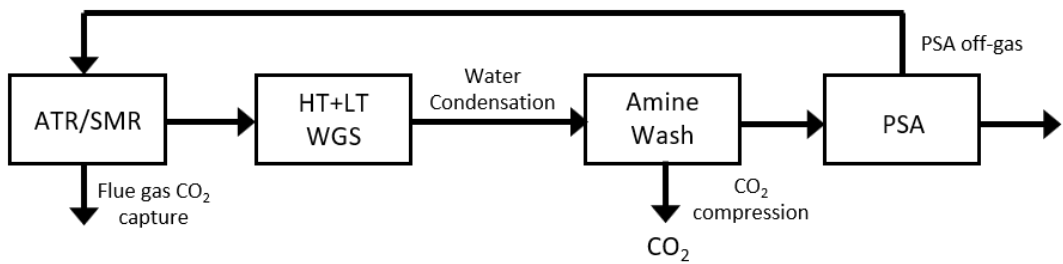 PSA off-gas
ATR/SMR
HT+LT
WGS
Water
Condensation
Amine
Wash
PSA
Flue gas CO₂
capture
CO₂
compression
CO₂